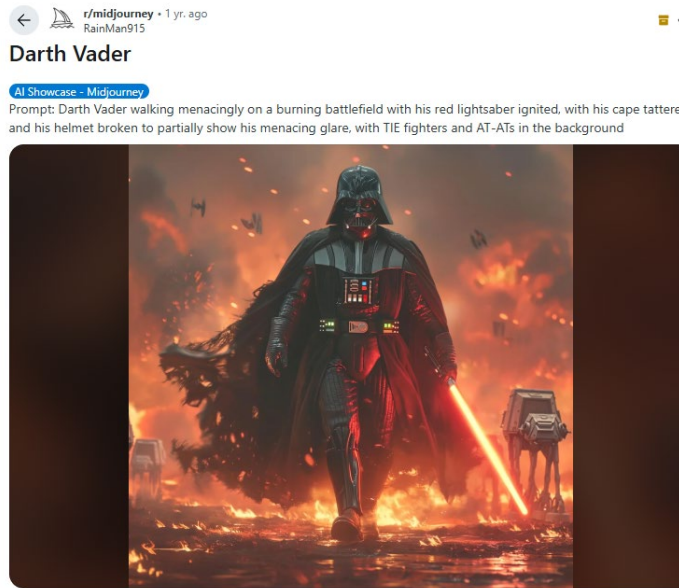 r/midjourney • 1 yr. ago
RainMan915
Darth Vader
AI Showcase - Midjourney
Prompt: Darth Vader walking menacingly on a burning battlefield with his red lightsaber ignited, with his cape tattere
and his helmet broken to partially show his menacing glare, with TIE fighters and AT-ATs in the background